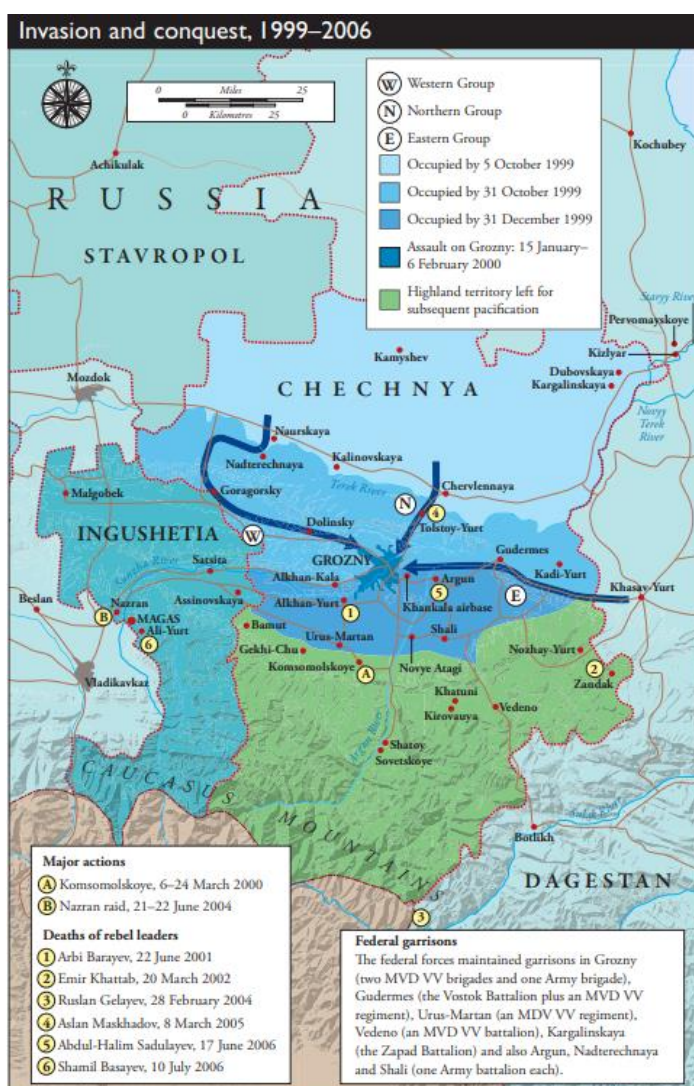 Invasion and conquest, 1999–2006
0 Miles 25
0 Kilometres 25
W Western Group
N Northern Group
E Eastern Group
Occupied by 5 October 1999
Occupied by 31 October 1999
Occupied by 31 December 1999
Assault on Grozny: 15 January–
6 February 2000
Highland territory left for
subsequent pacification
Kochubey
Achikulak
RUSSIA
STAVROPOL
Staryy River
Pervomayskoye
Kizlyar
Kamyshev
Dubovskaya
Kargalinskaya
Mozdok
CHECHNYA
Novyy
Terek
River
Naurskaya
Nadterechnaya
Kalinovskaya
Terek River
Chervlennaya
Malgobek
Goragorsky
N
4
Tolstoy-Yurt
INGUSHETIA
Dolinsky
W
GROZNY
Gudermes
Kadi-Yurt
Satsita
Alkhan-Kala
Argun
5
E
Khasav-Yurt
Beslan
Assinovskaya
Alkhan-Yurt
1
Khankala airbase
Nazran
B
MAGAS
Ali-Yurt
6
Bamut
Urus-Martan
Shali
Gekhi-Chu
Novye Atagi
Nozhay-Yurt
2
Komsomolskoye
A
Zandak
Vladikavkaz
Khatuni
Kirovauya
Vedeno
Argun River
Shatoy
Sovetskoye
CAUCASUS
MOUNTAINS
Botlikh
DAGESTAN
3
Major actions
A Komsomolskoye, 6–24 March 2000
B Nazran raid, 21–22 June 2004
Deaths of rebel leaders
1 Arbi Barayev, 22 June 2001
2 Emir Khattab, 20 March 2002
3 Ruslan Gelayev, 28 February 2004
4 Aslan Maskhadov, 8 March 2005
5 Abdul-Halim Sadulayev, 17 June 2006
6 Shamil Basayev, 10 July 2006
Federal garrisons
The federal forces maintained garrisons in Grozny
(two MVD VV brigades and one Army brigade),
Gudermes (the Vostok Battalion plus an MVD VV
regiment), Urus-Martan (an MDV VV regiment),
Vedeno (an MVD VV battalion), Kargalinskaya
(the Zapad Battalion) and also Argun, Nadterechnaya
and Shali (one Army battalion each).